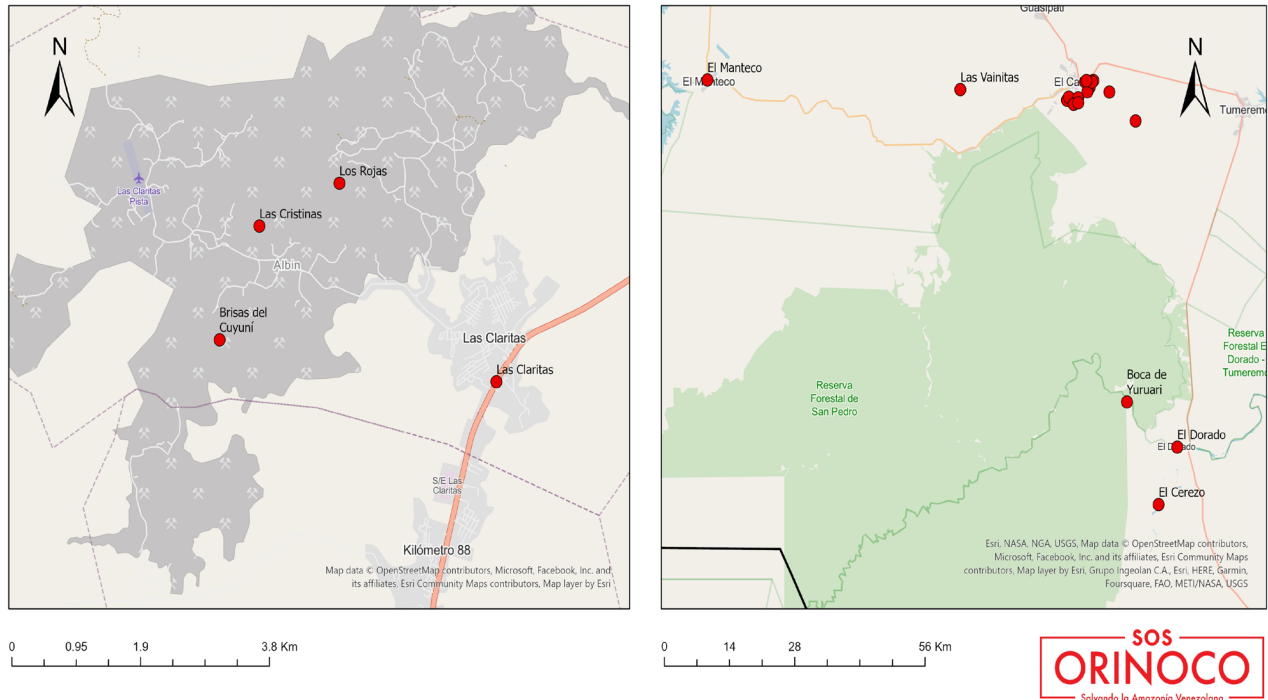 N
Los Rojas
Las Claritas
Pista
Las Cristinas
Albin
Brisas del
Cuyuní
Las Claritas
Las Claritas
S/E Las
Claritas
Kilómetro 88
Map data © OpenStreetMap contributors, Microsoft, Facebook, Inc. and
its affiliates, Esri Community Maps contributors, Map layer by Esri
0 0.95 1.9 3.8 Km
Guasipati
N
El Manteco
El Manteco
Las Vainitas
El Ca
Tumerem
Reserva
Forestal E
Dorado -
Tumerem
Reserva
Forestal de
San Pedro
Boca de
Yuruari
El Dorado
El Dorado
El Cerezo
Esri, NASA, NGA, USGS, Map data © OpenStreetMap contributors,
Microsoft, Facebook, Inc. and its affiliates, Esri Community Maps
contributors, Map layer by Esri, Grupo Ingeolan C.A., Esri, HERE, Garmin,
Foursquare, FAO, METI/NASA, USGS
0 14 28 56 Km
SOS
ORINOCO
Salvando la Amazonía Venezolana